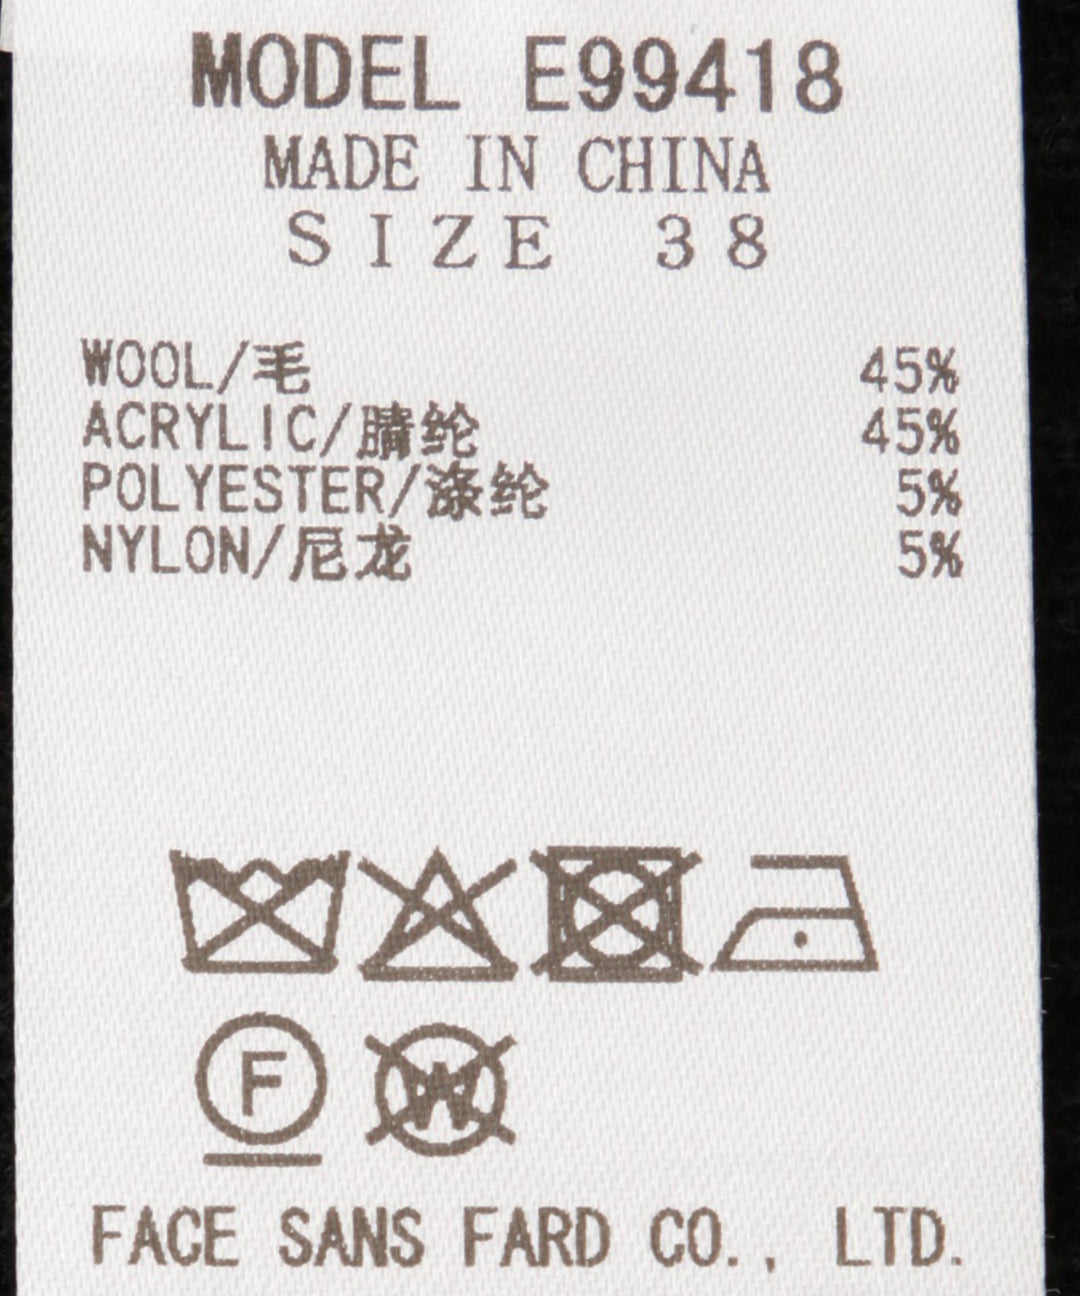 MODEL E99418
MADE IN CHINA
SIZE 38
WOOL/毛 45%
ACRYLIC/腈纶 45%
POLYESTER/涤纶 5%
NYLON/尼龙 5%
F W
FACE SANS FARD CO., LTD.